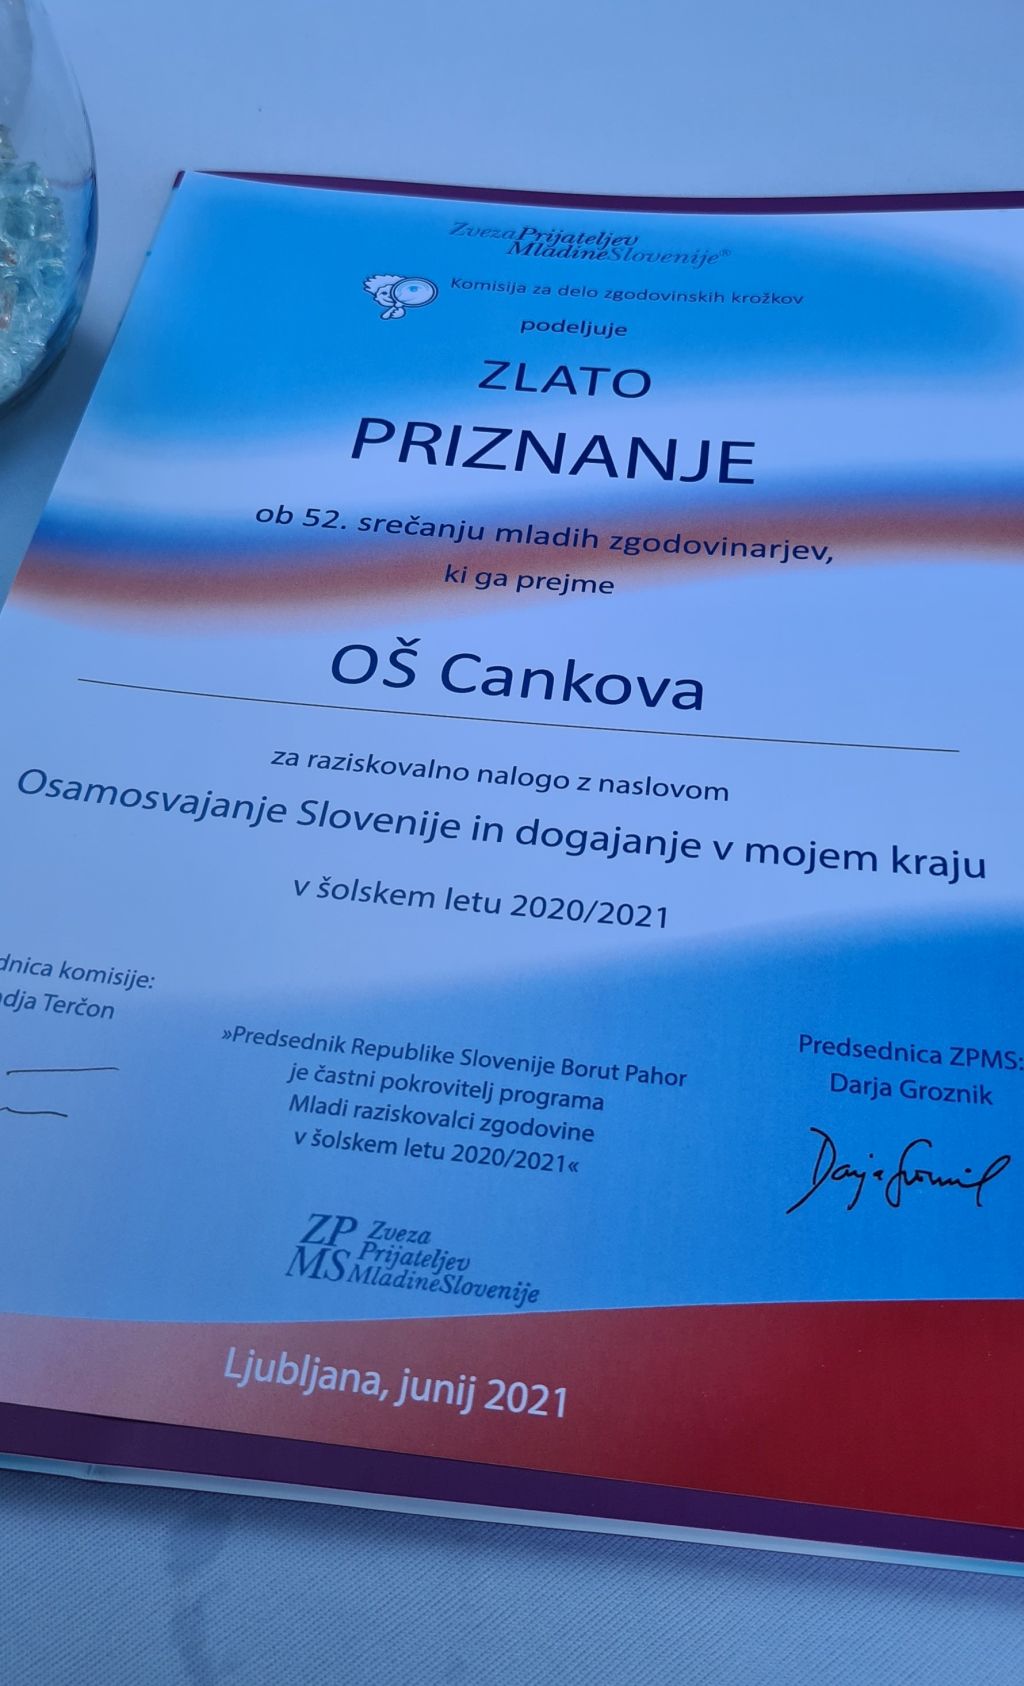 ZvezaPrijateljev
MladineSlovenije®
Komisija za delo zgodovinskih krožkov
podeljuje
ZLATO
PRIZNANJE
ob 52. srečanju mladih zgodovinarjev,
ki ga prejme
OŠ Cankova
za raziskovalno nalogo z naslovom
Osamosvajanje Slovenije in dogajanje v mojem kraju
v šolskem letu 2020/2021
komisije:
Terčon
»Predsednik Republike Slovenije Borut Pahor
je častni pokrovitelj programa
Mladi raziskovalci zgodovine
v šolskem letu 2020/2021«
Predsednica ZPMS:
Darja Groznik
ZP Zveza
Prijateljev
MS MladineSlovenije
Ljubljana, junij 2021